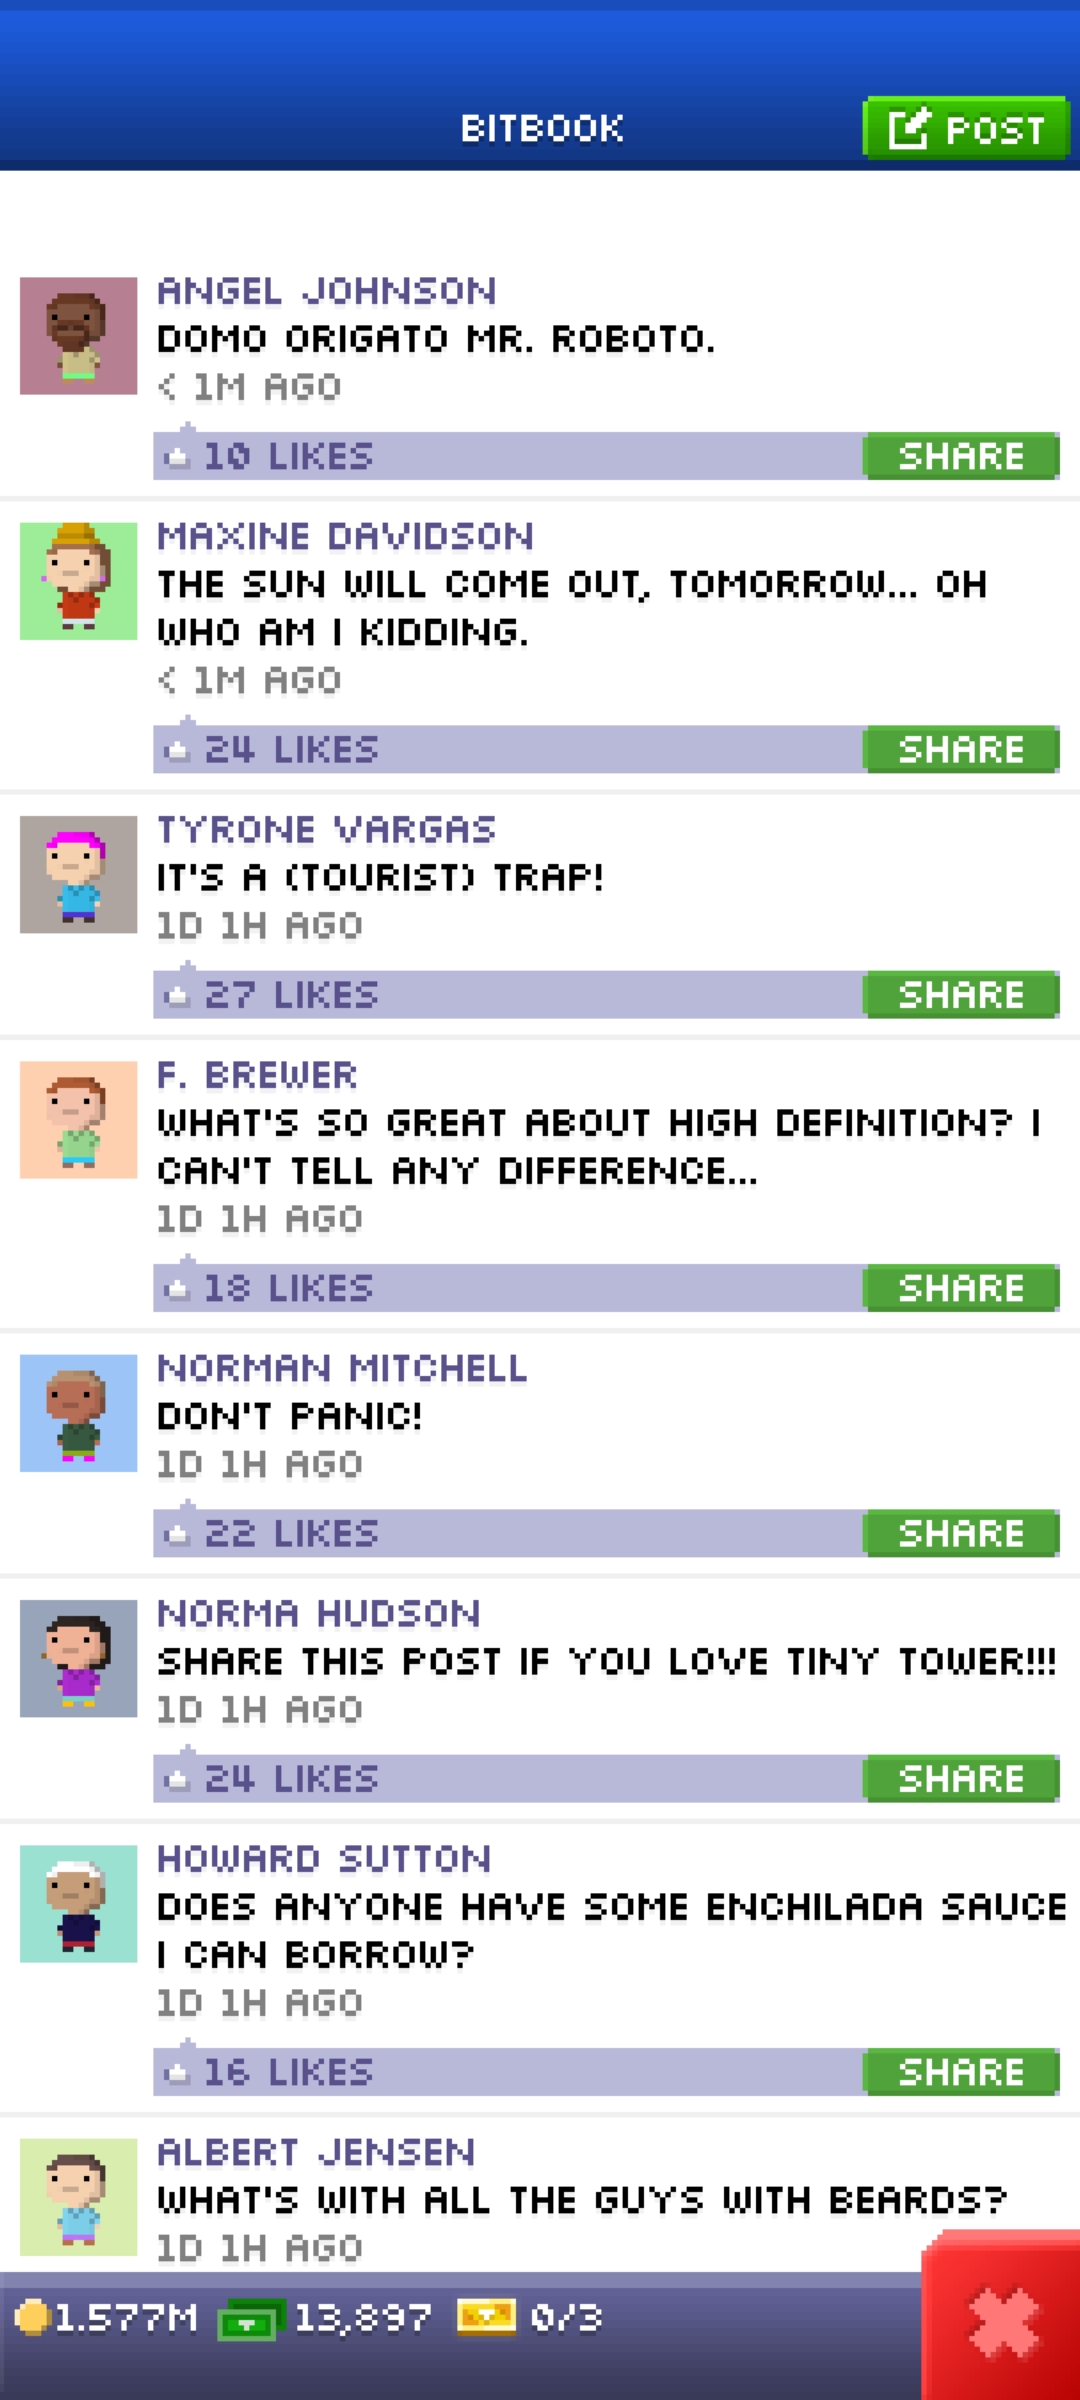 BITBOOK
POST
ANGEL JOHNSON
DOMO ORIGATO MR. ROBOTO.
< 1M AGO
10 LIKES
SHARE
MAXINE DAVIDSON
THE SUN WILL COME OUT, TOMORROW... OH
WHO AM I KIDDING.
< 1M AGO
24 LIKES
SHARE
TYRONE VARGAS
IT'S A (TOURIST) TRAP!
1D 1H AGO
27 LIKES
SHARE
F. BREWER
WHAT'S SO GREAT ABOUT HIGH DEFINITION? I
CAN'T TELL ANY DIFFERENCE...
1D 1H AGO
18 LIKES
SHARE
NORMAN MITCHELL
DON'T PANIC!
1D 1H AGO
22 LIKES
SHARE
NORMA HUDSON
SHARE THIS POST IF YOU LOVE TINY TOWER!!!
1D 1H AGO
24 LIKES
SHARE
HOWARD SUTTON
DOES ANYONE HAVE SOME ENCHILADA SAUCE
I CAN BORROW?
1D 1H AGO
16 LIKES
SHARE
ALBERT JENSEN
WHAT'S WITH ALL THE GUYS WITH BEARDS?
1D 1H AGO
1.577M
13,897
0/3